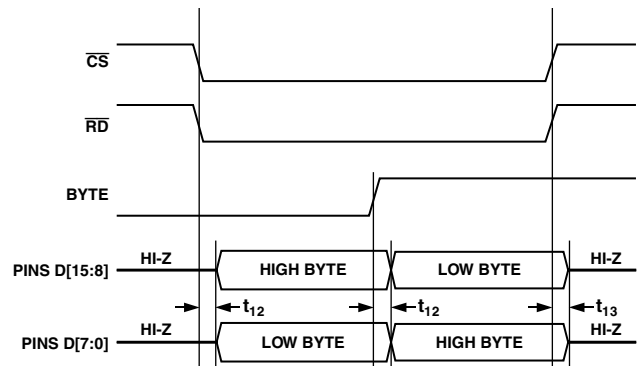 CS
RD
BYTE
PINS D[15:8] HI-Z HIGH BYTE LOW BYTE HI-Z
t12 t12 t13
PINS D[7:0] HI-Z LOW BYTE HIGH BYTE HI-Z